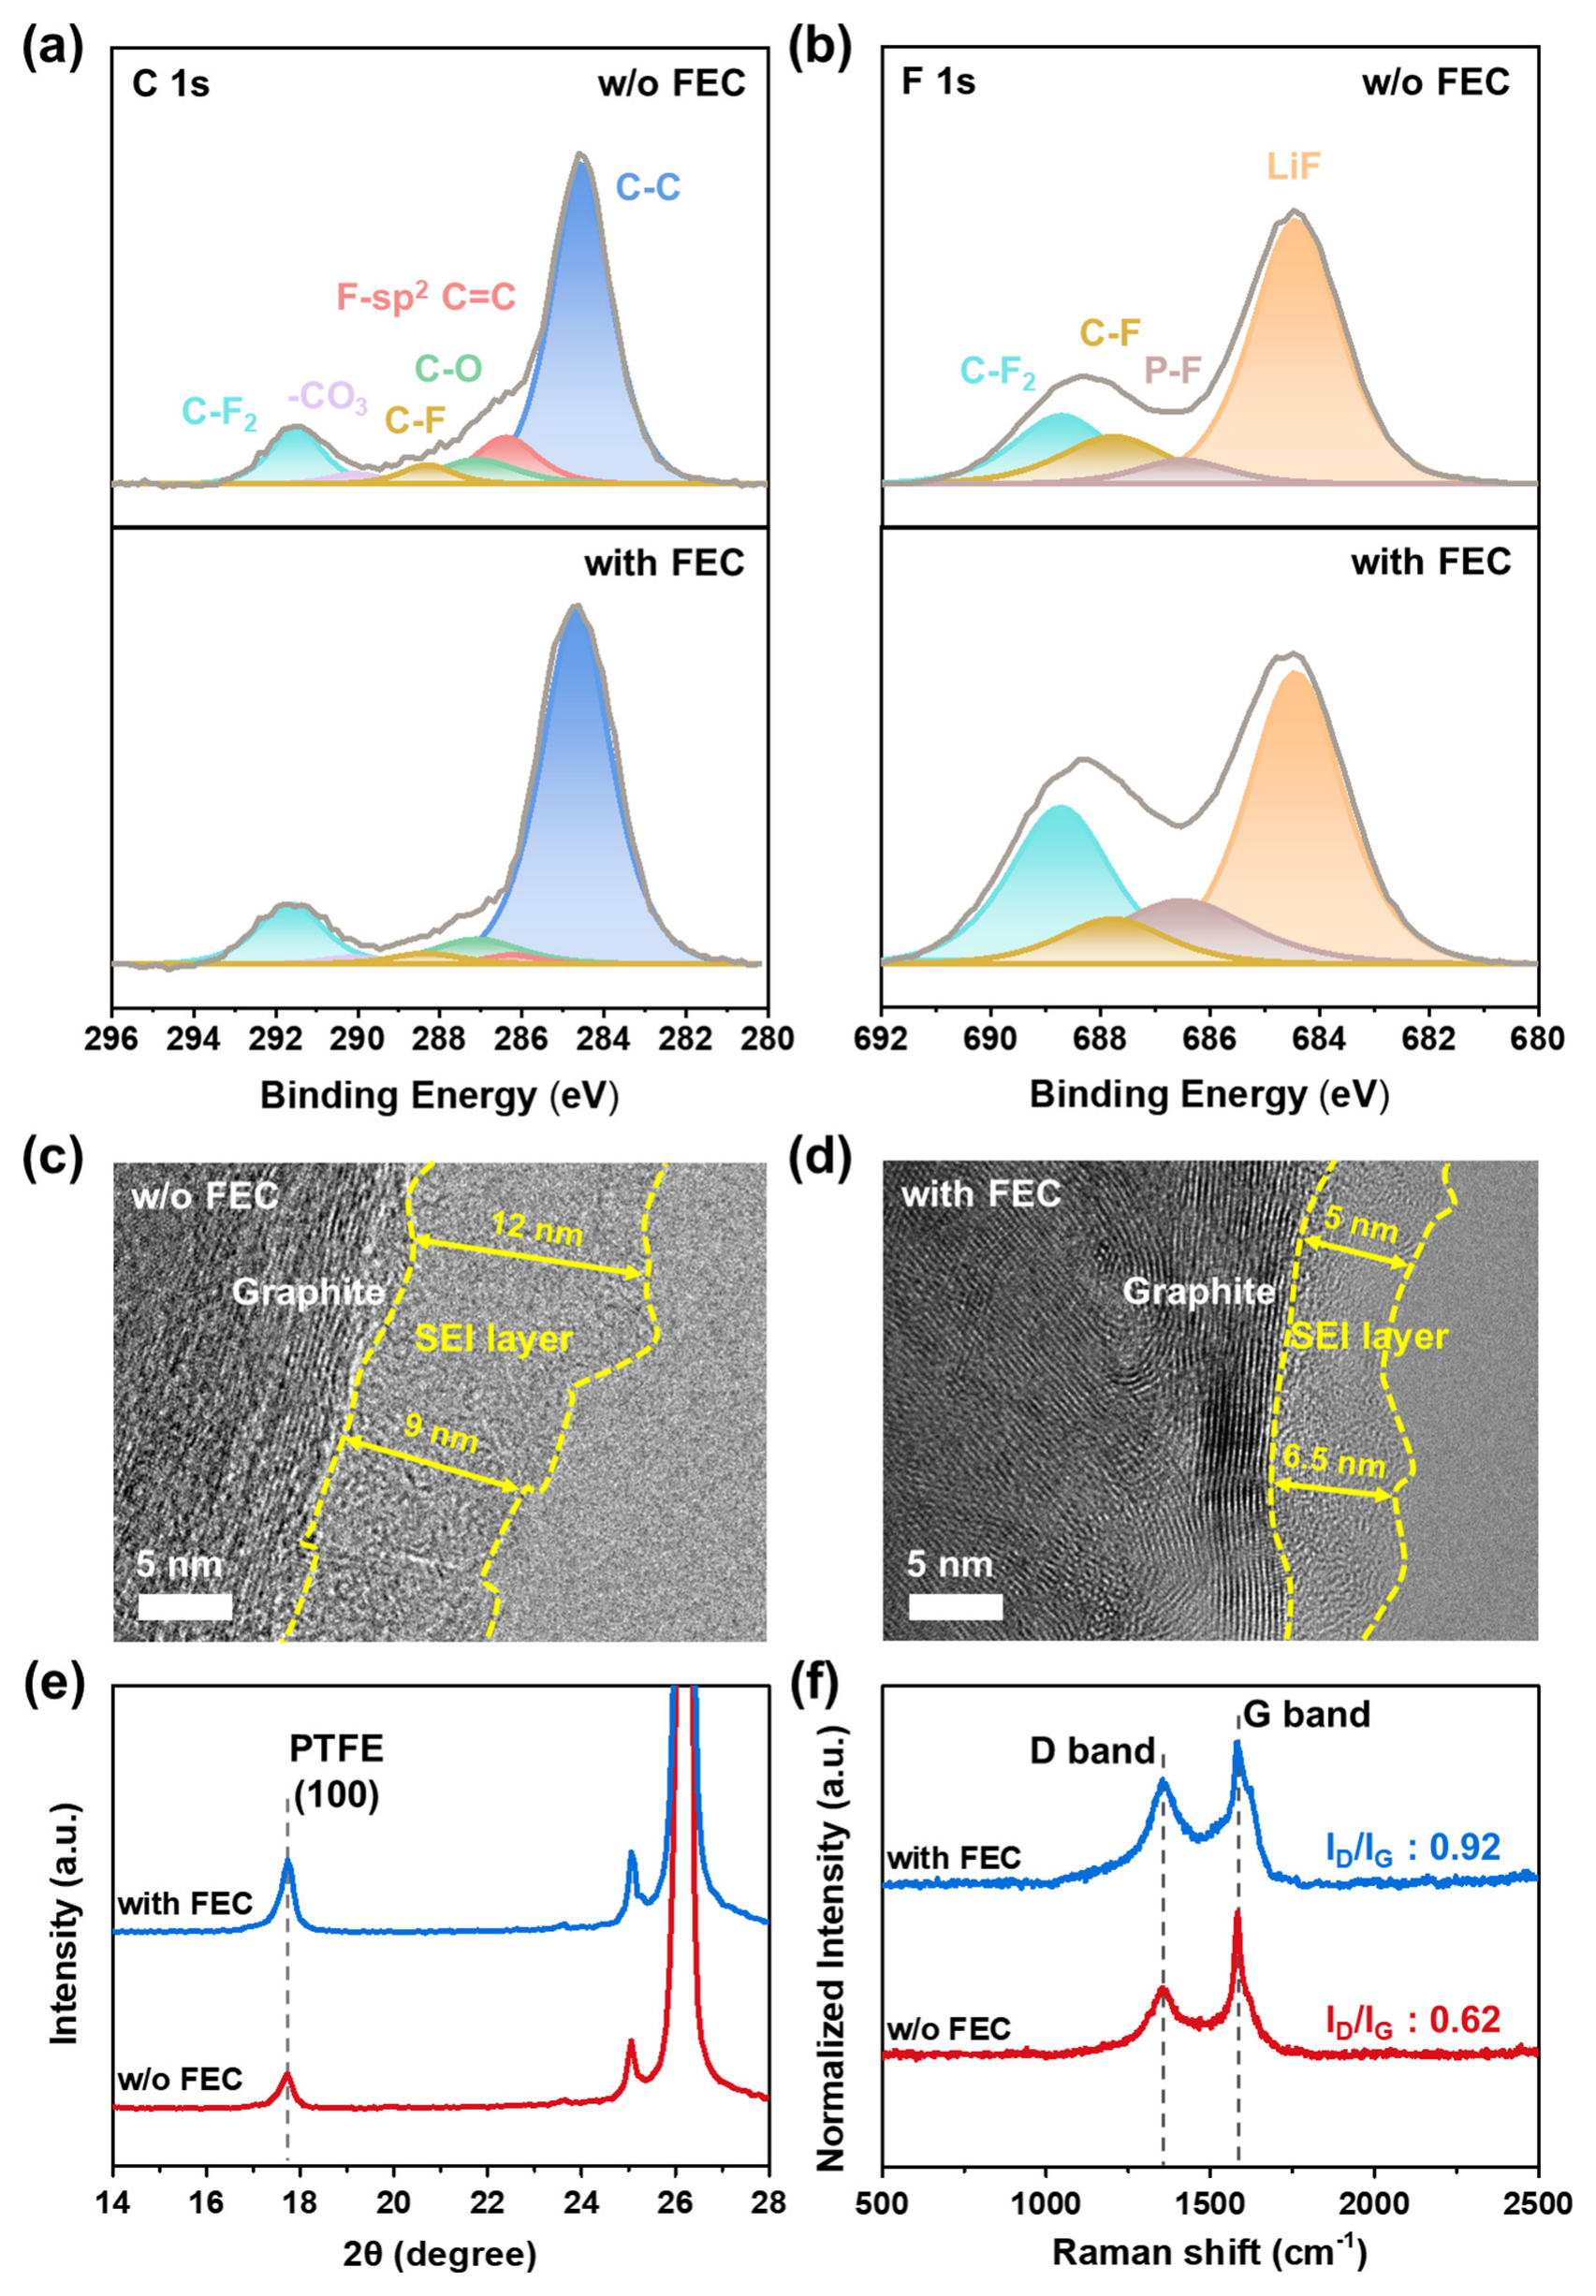 (a)
C 1s
w/o FEC
C-C
F-sp² C=C
C-O
-CO₃
C-F₂
C-F
with FEC
296 294 292 290 288 286 284 282 280
Binding Energy (eV)
(b)
F 1s
w/o FEC
LiF
C-F
C-F₂
P-F
with FEC
692 690 688 686 684 682 680
Binding Energy (eV)
(c)
w/o FEC
12 nm
Graphite
SEI layer
9 nm
5 nm
(d)
with FEC
5 nm
Graphite
SEI layer
6.5 nm
5 nm
(e)
PTFE
(100)
with FEC
w/o FEC
Intensity (a.u.)
14 16 18 20 22 24 26 28
2θ (degree)
(f)
G band
D band
with FEC
I_D/I_G : 0.92
w/o FEC
I_D/I_G : 0.62
Normalized Intensity (a.u.)
500 1000 1500 2000 2500
Raman shift (cm⁻¹)